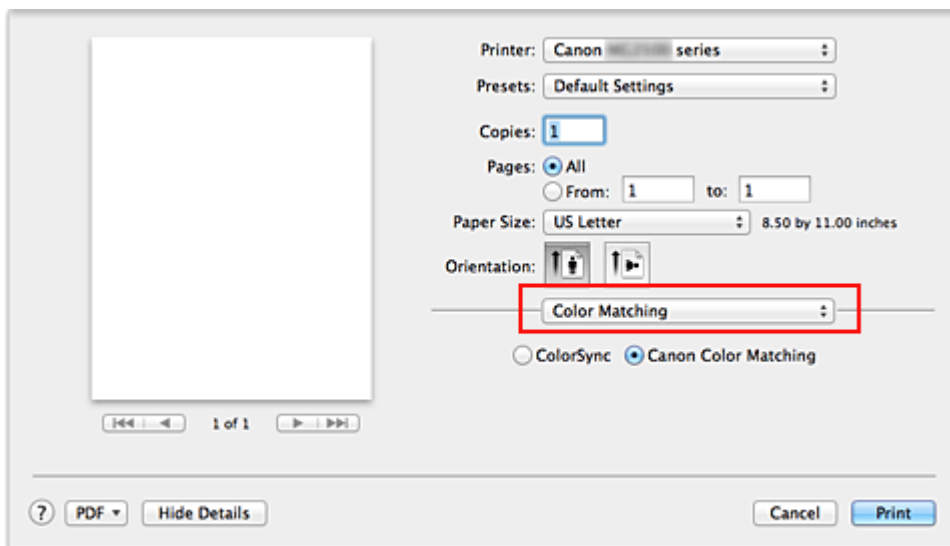 Printer: Canon series
Presets: Default Settings
Copies: 1
Pages: All
From: 1 to: 1
Paper Size: US Letter 8.50 by 11.00 inches
Orientation:
Color Matching
ColorSync Canon Color Matching
1 of 1
? PDF Hide Details Cancel Print